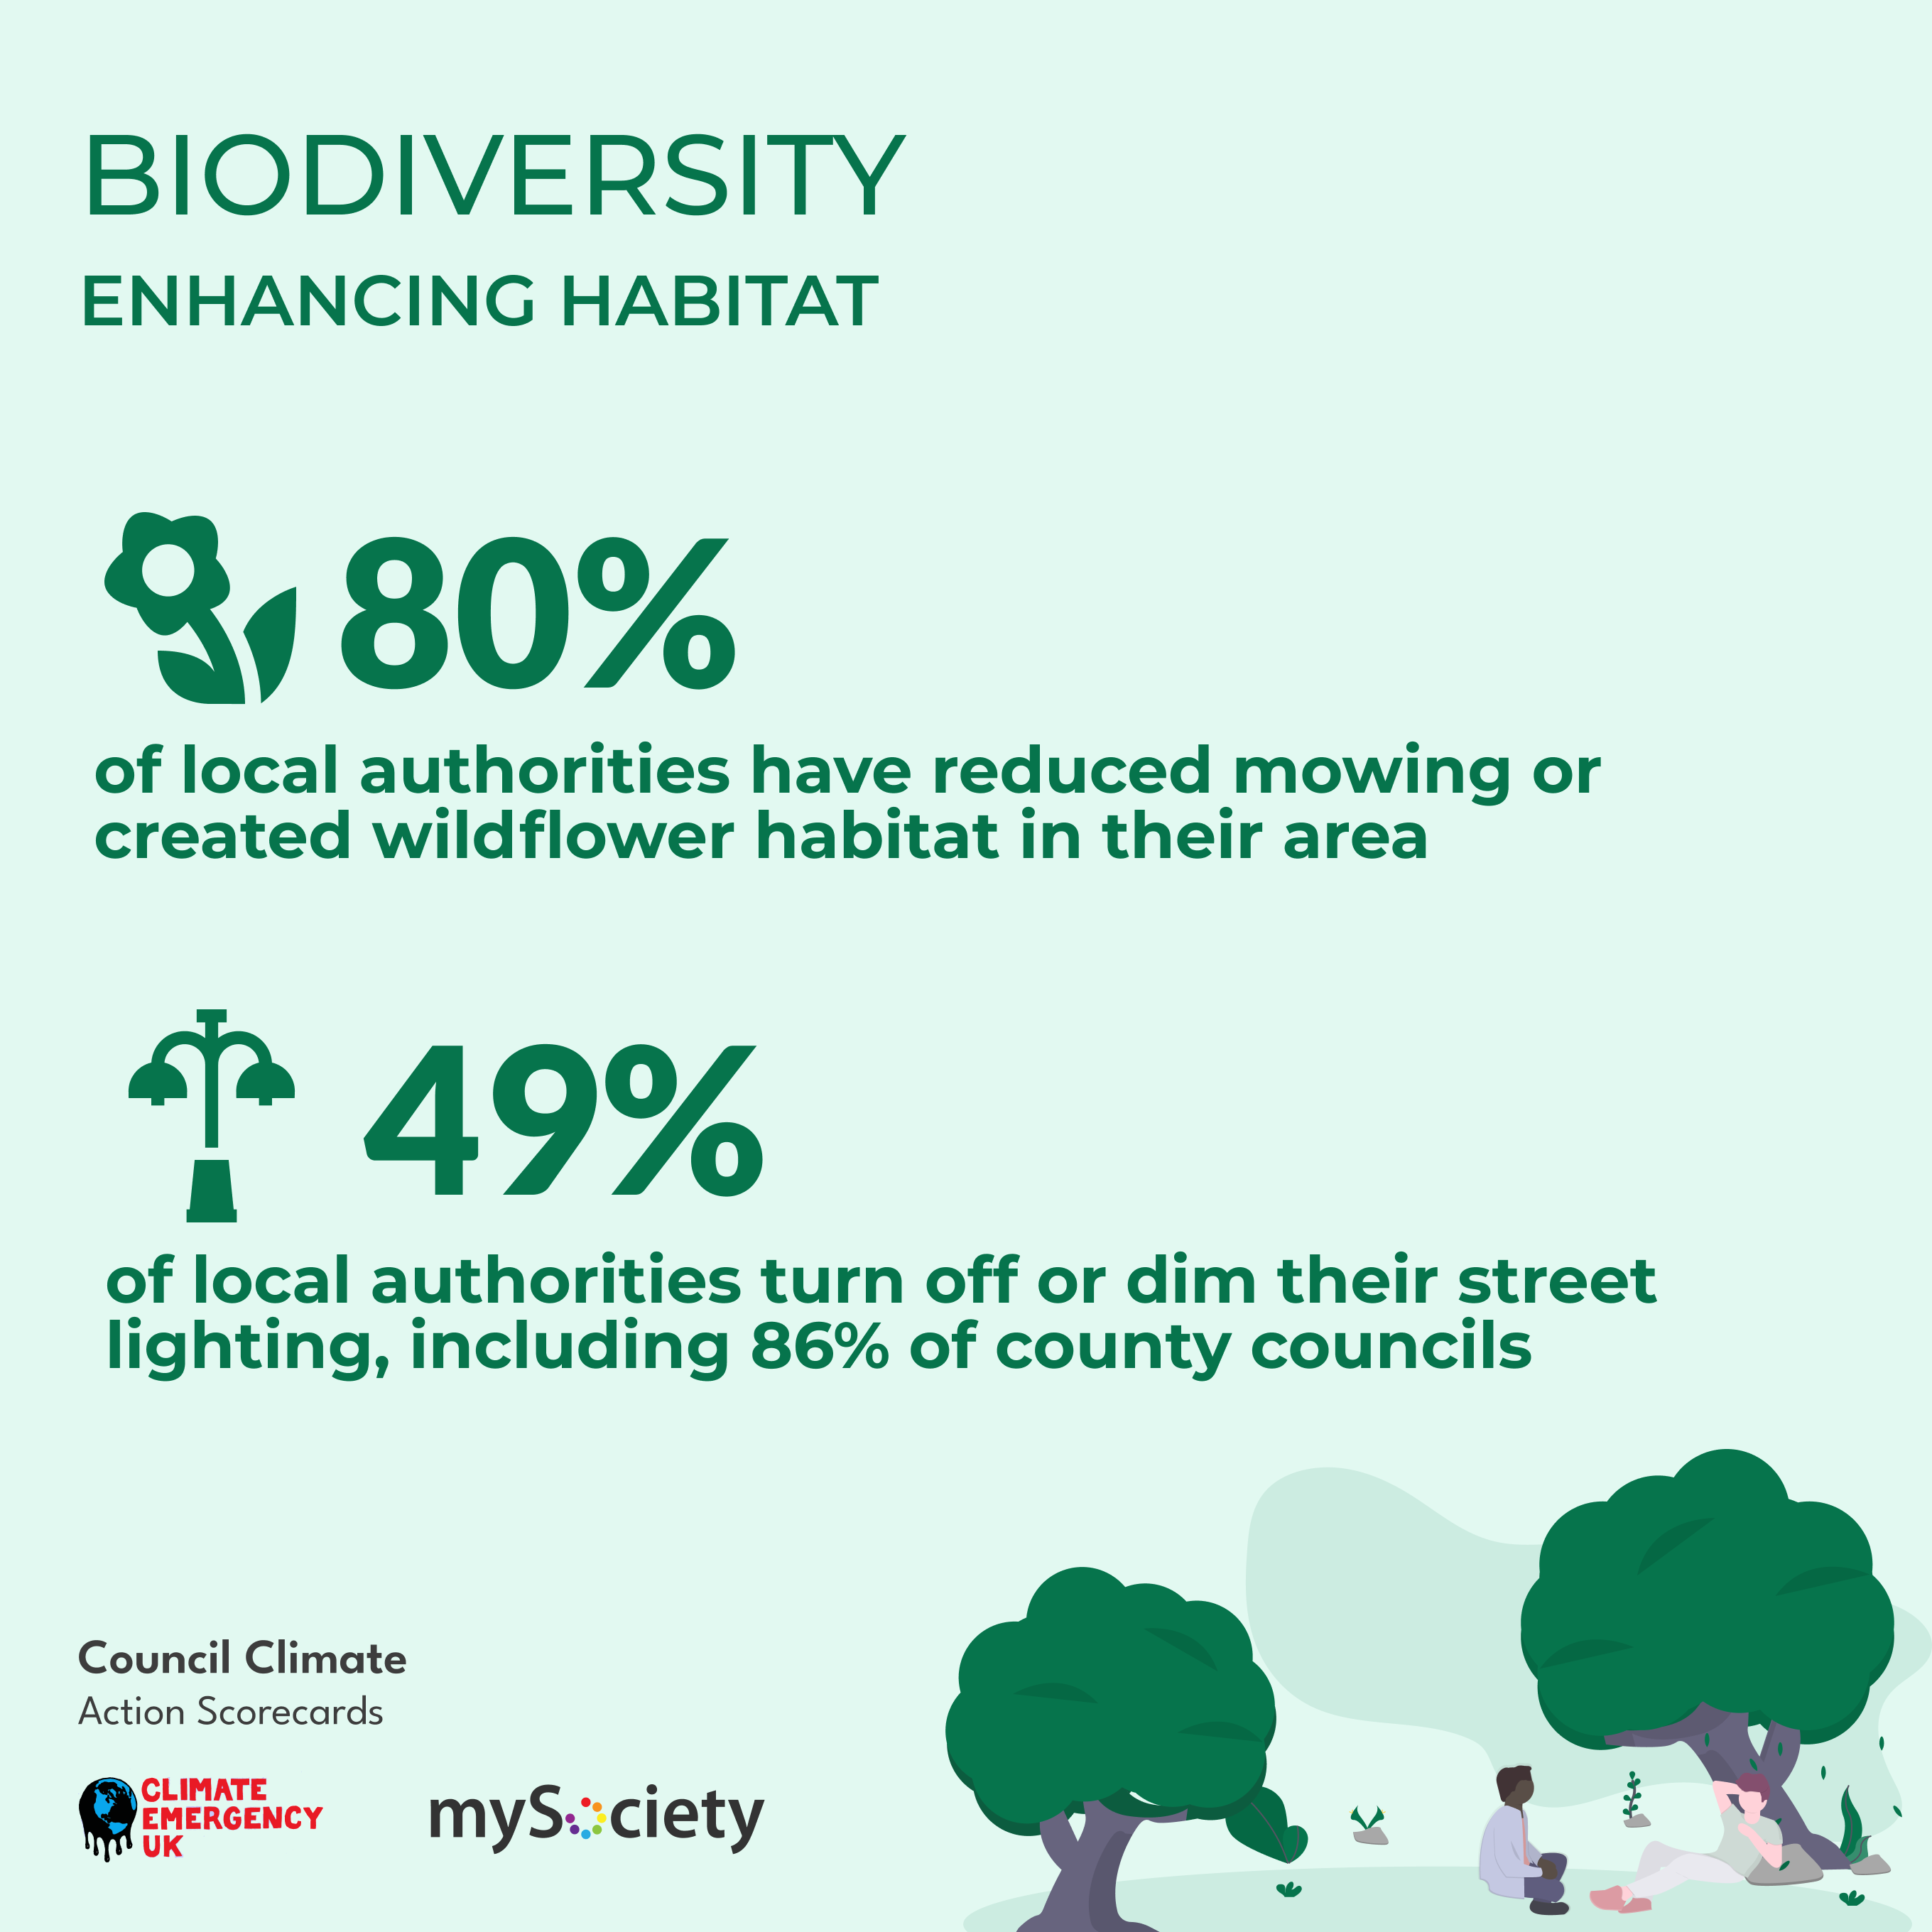 BIODIVERSITY
ENHANCING HABITAT
80%
of local authorities have reduced mowing or
created wildflower habitat in their area
49%
of local authorities turn off or dim their street
lighting, including 86% of county councils
Council Climate
Action Scorecards
CLIMATE
EMERGENCY
UK
mySociety